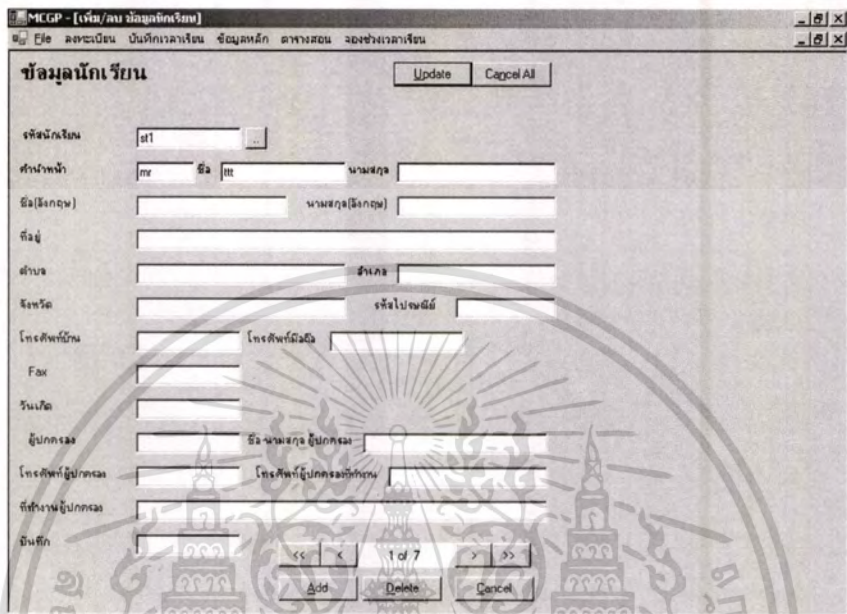 MCGP - [เพิ่ม/ลบ ข้อมูลนักเรียน]
File ลงทะเบียน บันทึกเวลาเรียน ข้อมูลหลัก ตารางสอน จองช่วงเวลาเรียน
ข้อมูลนักเรียน Update Cancel All
รหัสนักเรียน st1 ..
คำนำหน้า mr ชื่อ ttt นามสกุล
ชื่อ(อังกฤษ) นามสกุล(อังกฤษ)
ที่อยู่
ตำบล อำเภอ
จังหวัด รหัสไปรษณีย์
โทรศัพท์บ้าน โทรศัพท์มือถือ
Fax
วันเกิด
ผู้ปกครอง ชื่อ-นามสกุล ผู้ปกครอง
โทรศัพท์ผู้ปกครอง โทรศัพท์ผู้ปกครองที่ทำงาน
ที่ทำงานผู้ปกครอง
บันทึก << < 1 of 7 > >>
Add Delete Cancel